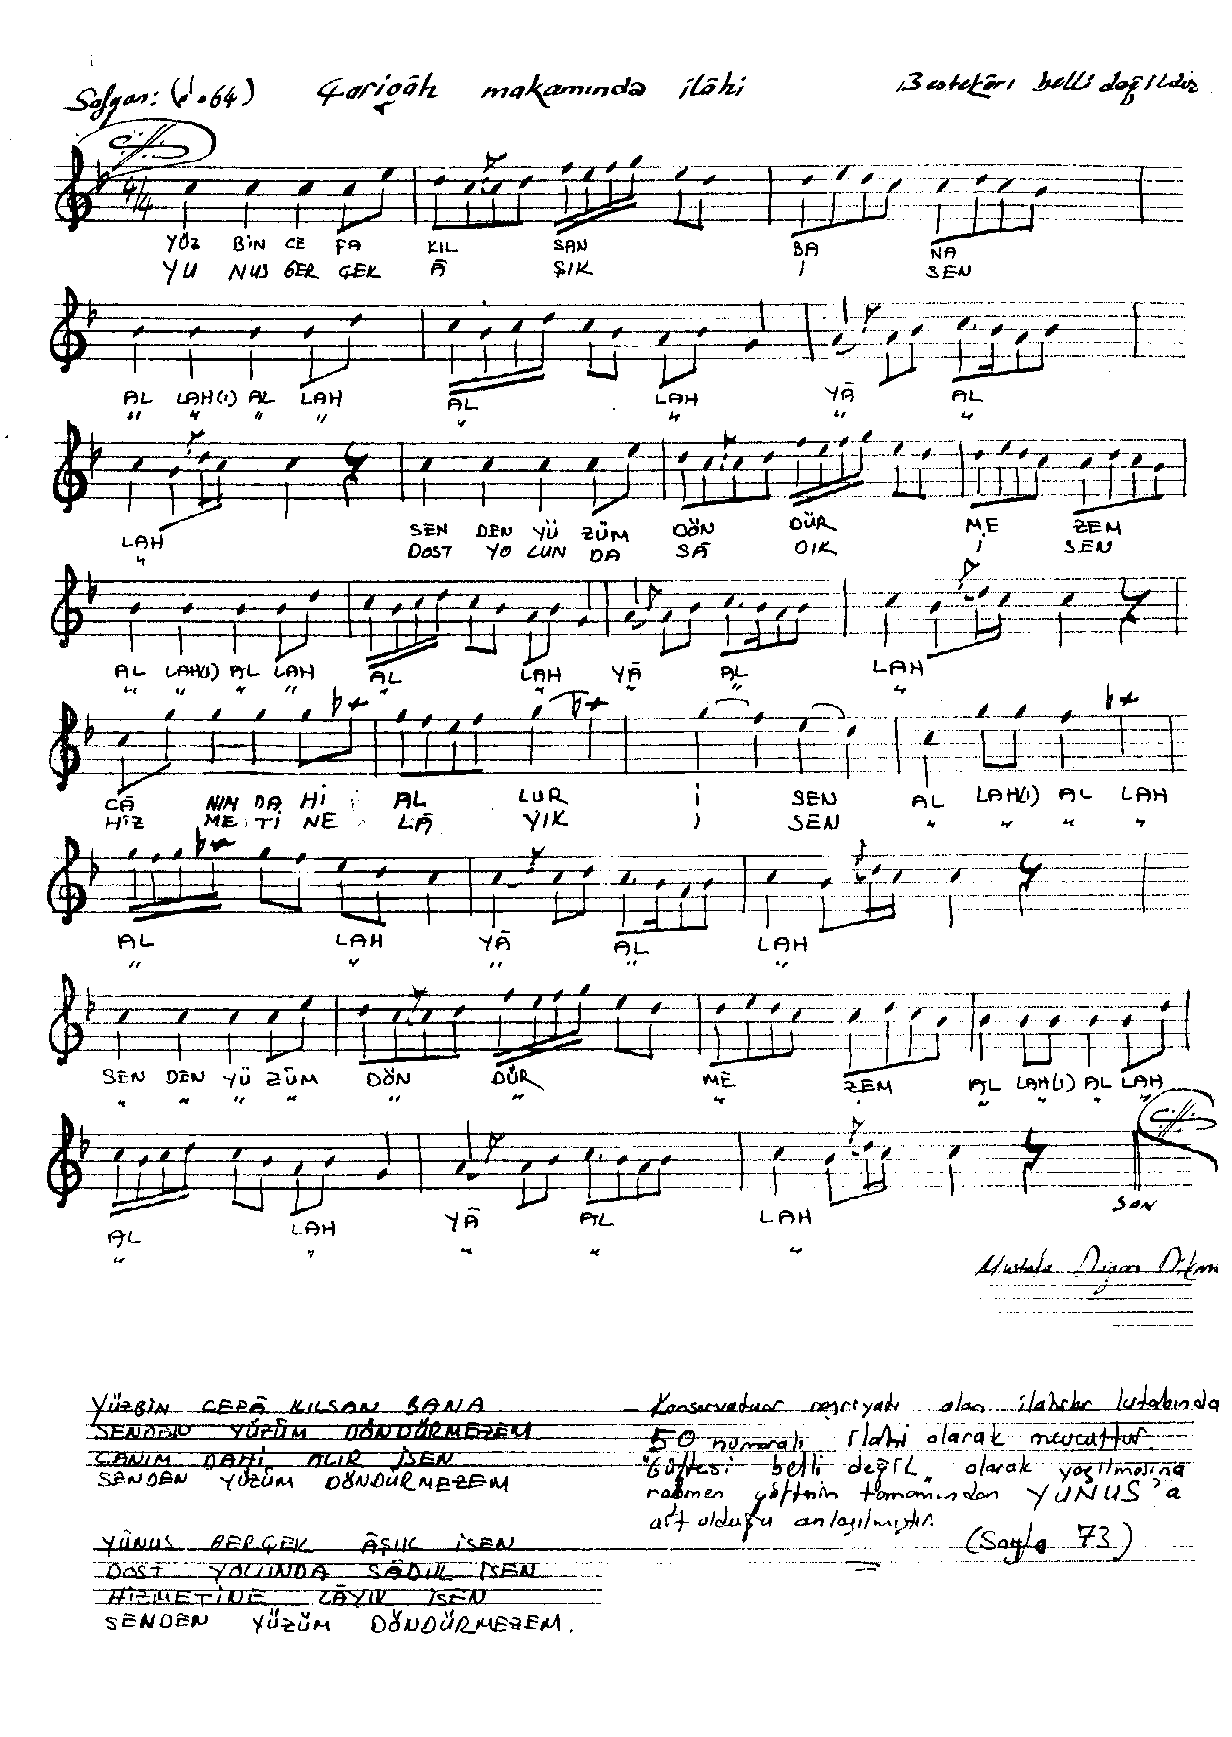 Sofyan: (♩=64) Çargâh makamında ilâhi Bestekârı belli değildir
4/4
YÜZ BİN CE FA KIL SAN BA NA
YU NUS GER ÇEK Â ŞIK İ SEN
AL LAH(I) AL LAH AL LAH YÂ AL
" " " " " " " "
LAH SEN DEN YÜ ZÜM DÖN DÜR ME ZEM
" DOST YO LUN DA SÂ DIK İ SEN
AL LAH(I) AL LAH AL LAH YÂ AL LAH
" " " " " " " " "
CÂ NIN DA Hİ AL LUR İ SEN AL LAH(I) AL LAH
HİZ ME Tİ NE LÂ YIK İ SEN " " " "
AL LAH YÂ AL LAH
" " " " "
SEN DEN YÜ ZÜM DÖN DÜR ME ZEM AL LAH(I) AL LAH
" " " " " " " " " " " "
AL LAH YÂ AL LAH SON
" " " " "
Mustafa
YÜZBİN CEFÂ KILSAN BANA
SENDEN YÜZÜM DÖNDÜRMEZEM
CANIM DAHİ ALIR İSEN
SENDEN YÜZÜM DÖNDÜRMEZEM
YÛNUS GERÇEK ÂŞIK İSEN
DOST YOLUNDA SÂDIK İSEN
HİZMETİNE LÂYIK İSEN
SENDEN YÜZÜM DÖNDÜRMEZEM.
- Konservatuar neşriyatı olan ilahiler kitabında
50 numaralı ilahi olarak mevcuttur.
"Güftesi belli değil" olarak yazılmasına
rağmen güftenin tamamından YUNUS'a
ait olduğu anlaşılmıştır.
(Sayfa 73)